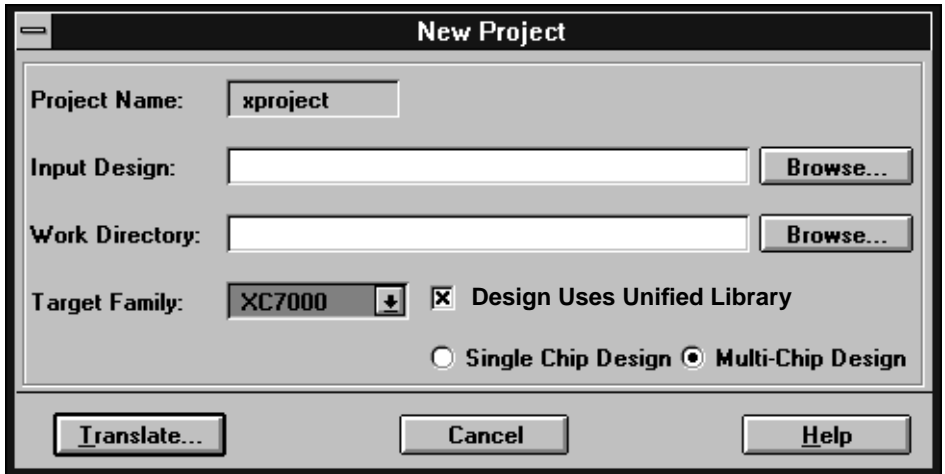 New Project
Project Name: xproject
Input Design: Browse...
Work Directory: Browse...
Target Family: XC7000 Design Uses Unified Library
Single Chip Design Multi-Chip Design
Translate... Cancel Help